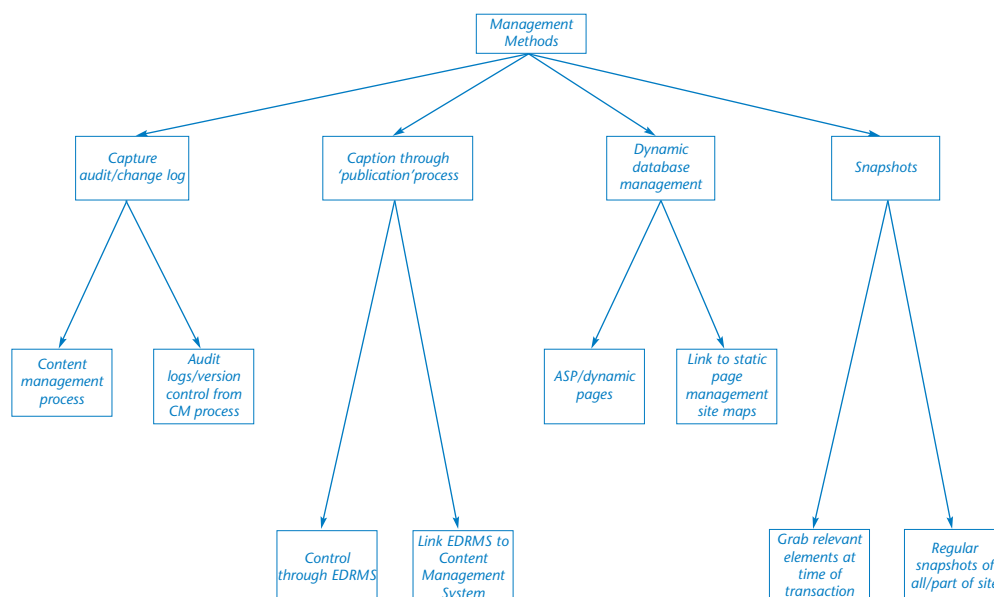 Management
Methods
Capture
audit/change log
Caption through
‘publication’process
Dynamic
database
management
Snapshots
Content
management
process
Audit
logs/version
control from
CM process
ASP/dynamic
pages
Link to static
page
management
site maps
Control
through EDRMS
Link EDRMS to
Content
Management
System
Grab relevant
elements at
time of
transaction
Regular
snapshots of
all/part of site